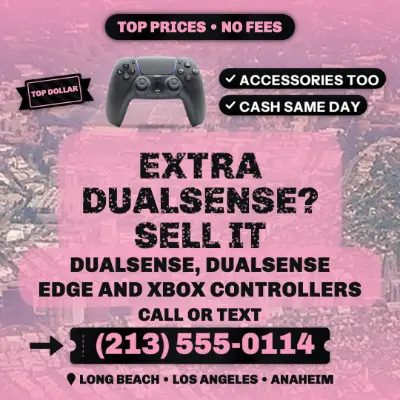 TOP PRICES • NO FEES
TOP DOLLAR
✓ ACCESSORIES TOO
✓ CASH SAME DAY
EXTRA
DUALSENSE?
SELL IT
DUALSENSE, DUALSENSE
EDGE AND XBOX CONTROLLERS
CALL OR TEXT
(213) 555-0114
LONG BEACH • LOS ANGELES • ANAHEIM